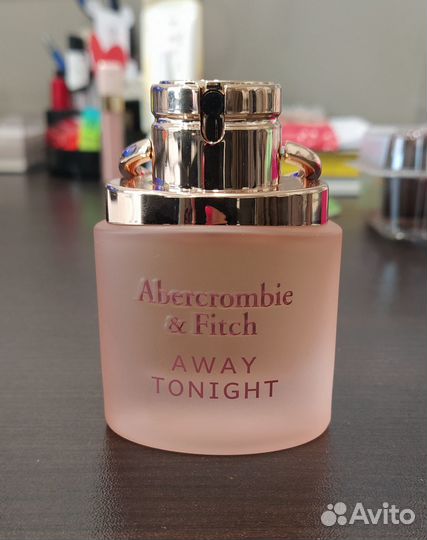 Abercrombie
& Fitch
AWAY
TONIGHT
Avito